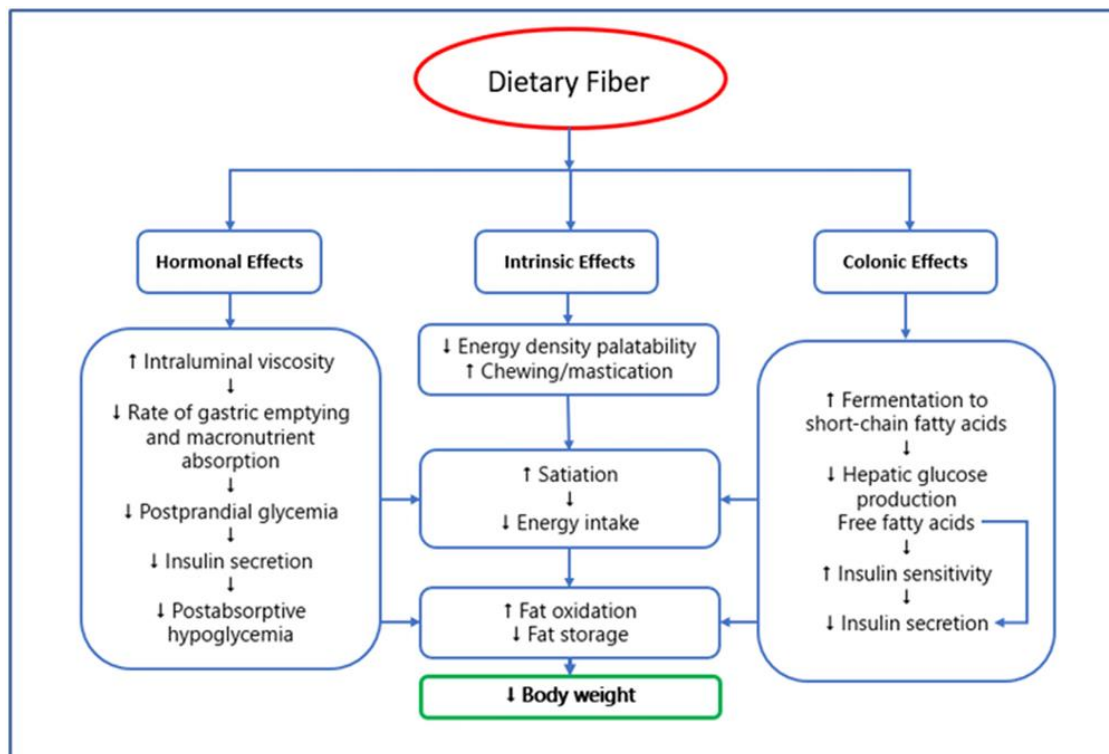 Dietary Fiber
Hormonal Effects
↑ Intraluminal viscosity
↓
↓ Rate of gastric emptying
and macronutrient
absorption
↓
↓ Postprandial glycemia
↓
↓ Insulin secretion
↓
↓ Postabsorptive
hypoglycemia
Intrinsic Effects
↓ Energy density palatability
↑ Chewing/mastication
↑ Satiation
↓
↓ Energy intake
↑ Fat oxidation
↓ Fat storage
↓ Body weight
Colonic Effects
↑ Fermentation to
short-chain fatty acids
↓
↓ Hepatic glucose
production
Free fatty acids
↓
↑ Insulin sensitivity
↓
↓ Insulin secretion